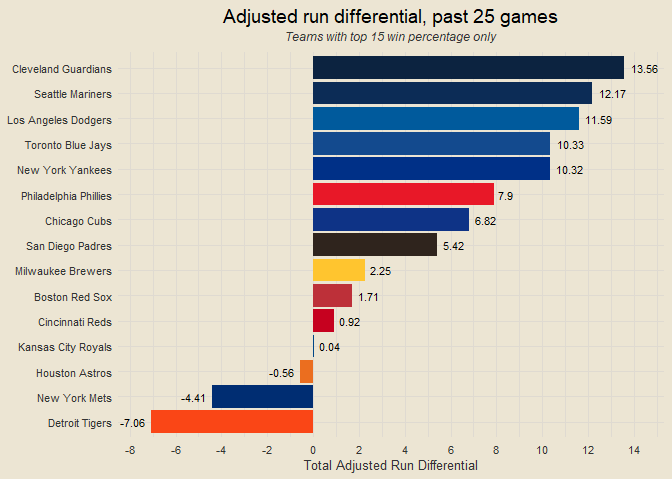 Adjusted run differential, past 25 games
Teams with top 15 win percentage only
Cleveland Guardians 13.56
Seattle Mariners 12.17
Los Angeles Dodgers 11.59
Toronto Blue Jays 10.33
New York Yankees 10.32
Philadelphia Phillies 7.9
Chicago Cubs 6.82
San Diego Padres 5.42
Milwaukee Brewers 2.25
Boston Red Sox 1.71
Cincinnati Reds 0.92
Kansas City Royals 0.04
Houston Astros -0.56
New York Mets -4.41
Detroit Tigers -7.06
-8 -6 -4 -2 0 2 4 6 8 10 12 14
Total Adjusted Run Differential